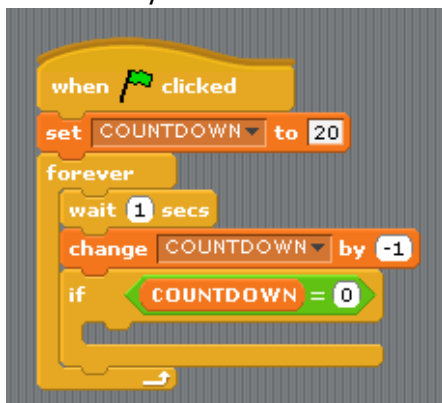 when clicked
set COUNTDOWN to 20
forever
wait 1 secs
change COUNTDOWN by -1
if COUNTDOWN = 0